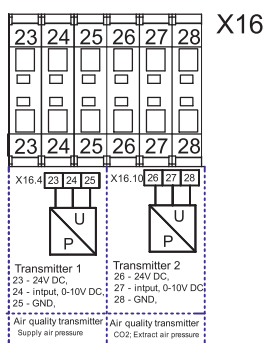 X16
23 24 25 26 27 28
23 24 25 26 27 28
X16.4 23 24 25 X16.10 26 27 28
U
P
U
P
Transmitter 1
23 - 24V DC,
24 - intput, 0-10V DC,
25 - GND,
Transmitter 2
26 - 24V DC,
27 - intput, 0-10V DC
28 - GND,
Air quality transmitter
Supply air pressure
Air quality transmitter
CO2; Extract air pressure